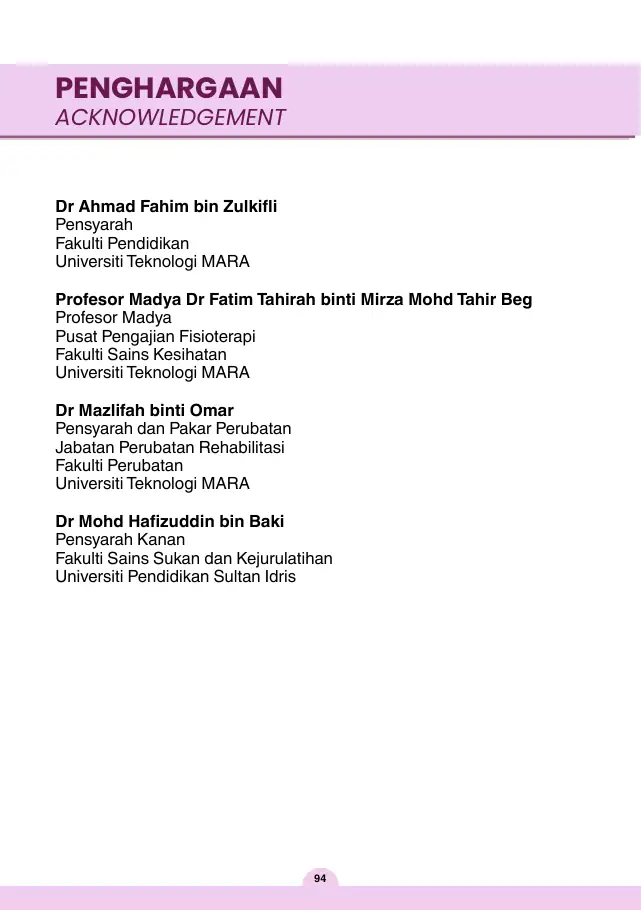 PENGHARGAAN
ACKNOWLEDGEMENT
Dr Ahmad Fahim bin Zulkifli
Pensyarah
Fakulti Pendidikan
Universiti Teknologi MARA
Profesor Madya Dr Fatim Tahirah binti Mirza Mohd Tahir Beg
Profesor Madya
Pusat Pengajian Fisioterapi
Fakulti Sains Kesihatan
Universiti Teknologi MARA
Dr Mazlifah binti Omar
Pensyarah dan Pakar Perubatan
Jabatan Perubatan Rehabilitasi
Fakulti Perubatan
Universiti Teknologi MARA
Dr Mohd Hafizuddin bin Baki
Pensyarah Kanan
Fakulti Sains Sukan dan Kejurulatihan
Universiti Pendidikan Sultan Idris
94